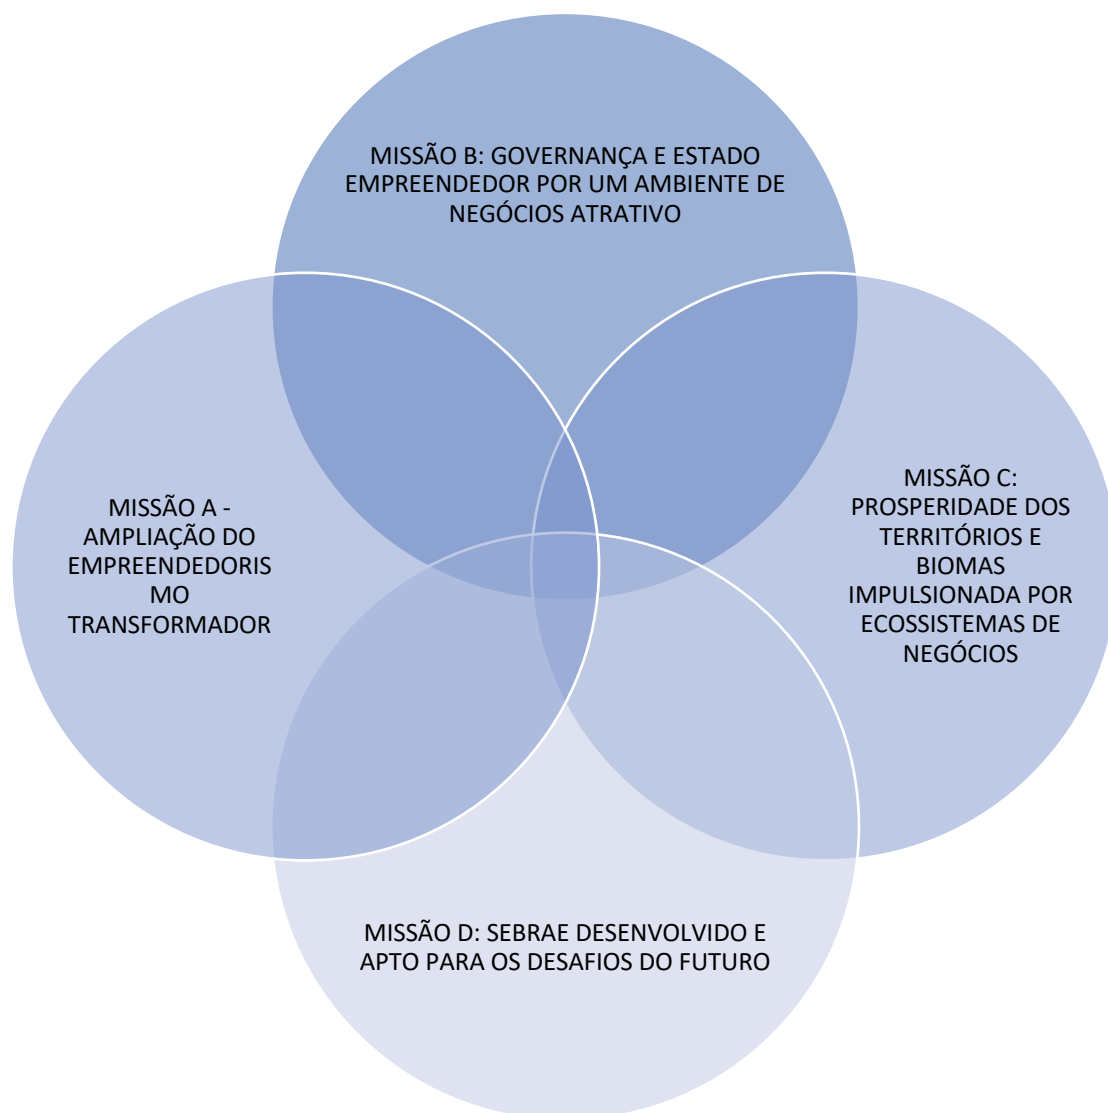 MISSÃO B: GOVERNANÇA E ESTADO
EMPREENDEDOR POR UM AMBIENTE DE
NEGÓCIOS ATRATIVO
MISSÃO A -
AMPLIAÇÃO DO
EMPREENDEDORIS
MO
TRANSFORMADOR
MISSÃO C:
PROSPERIDADE DOS
TERRITÓRIOS E
BIOMAS
IMPULSIONADA POR
ECOSSISTEMAS DE
NEGÓCIOS
MISSÃO D: SEBRAE DESENVOLVIDO E
APTO PARA OS DESAFIOS DO FUTURO